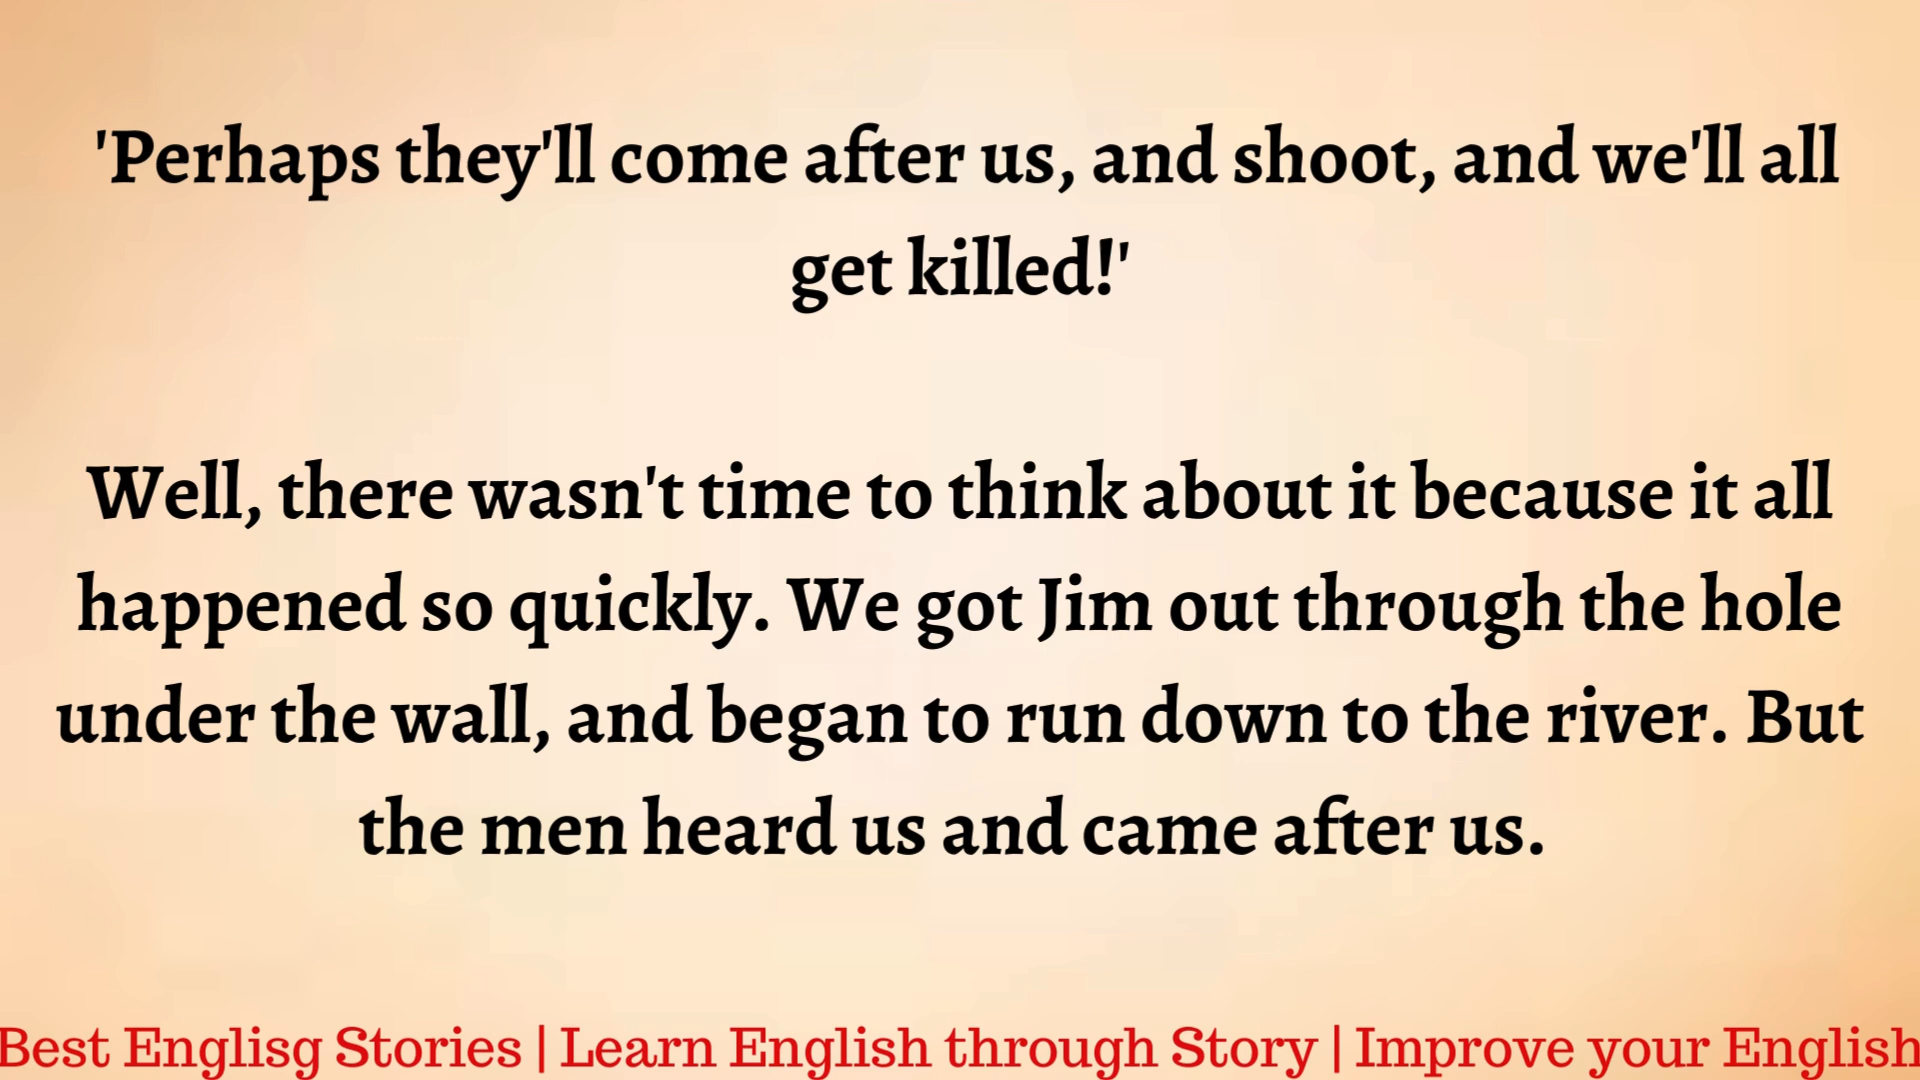 'Perhaps they'll come after us, and shoot, and we'll all
get killed!'
Well, there wasn't time to think about it because it all
happened so quickly. We got Jim out through the hole
under the wall, and began to run down to the river. But
the men heard us and came after us.
Best Englisg Stories | Learn English through Story | Improve your English